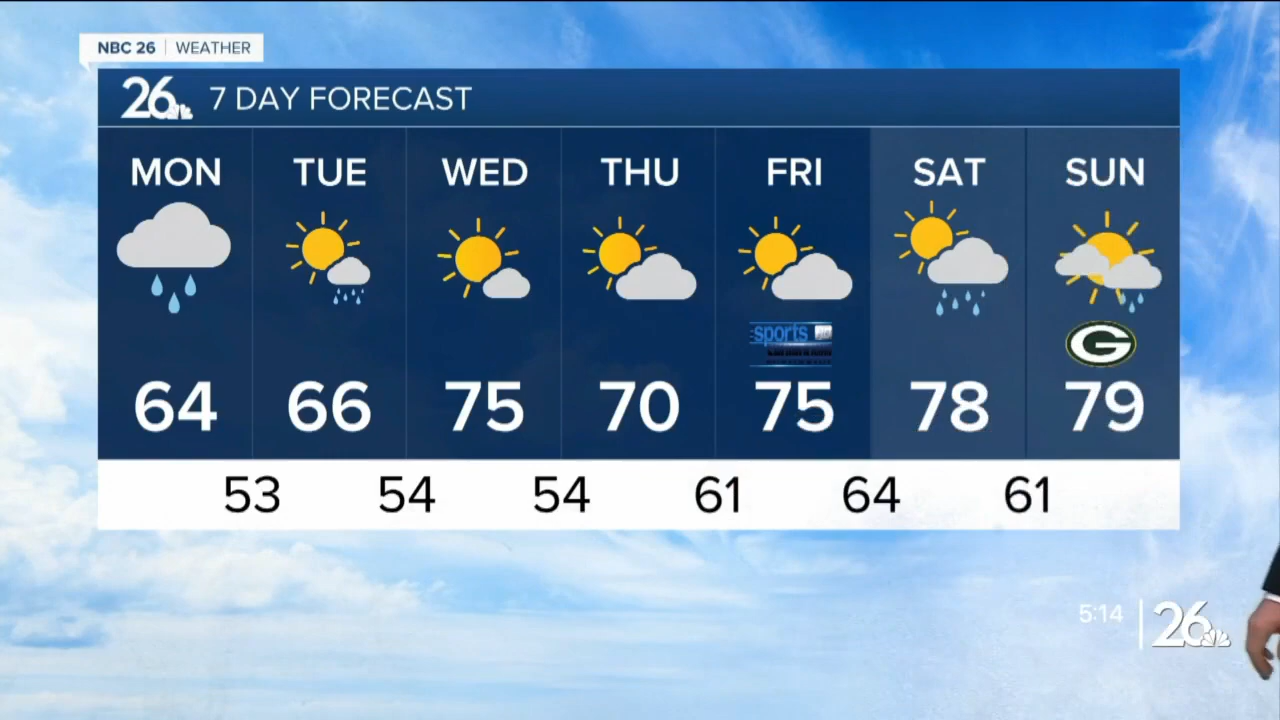 NBC 26 | WEATHER
26 7 DAY FORECAST
MON TUE WED THU FRI SAT SUN
sports
G
64 66 75 70 75 78 79
53 54 54 61 64 61
5:14 | 26